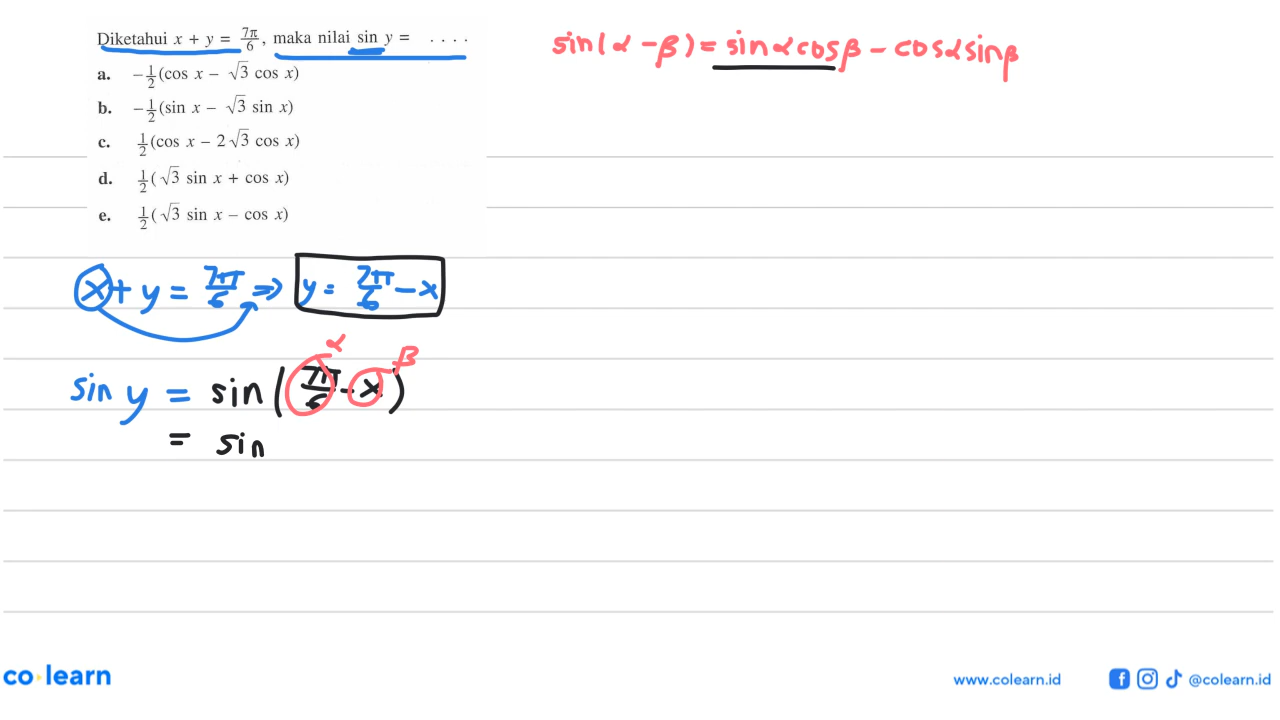 Diketahui x + y = 7π/6, maka nilai sin y = . . . .
a. −1/2(cos x − √3 cos x)
b. −1/2(sin x − √3 sin x)
c. 1/2(cos x − 2√3 cos x)
d. 1/2(√3 sin x + cos x)
e. 1/2(√3 sin x − cos x)
sin(α − β) = sin α cos β − cos α sin β
x + y = 7π/6 ⇒ y = 7π/6 − x
α β
sin y = sin(7π/6 − x)
= sin
co·learn
www.colearn.id
@colearn.id